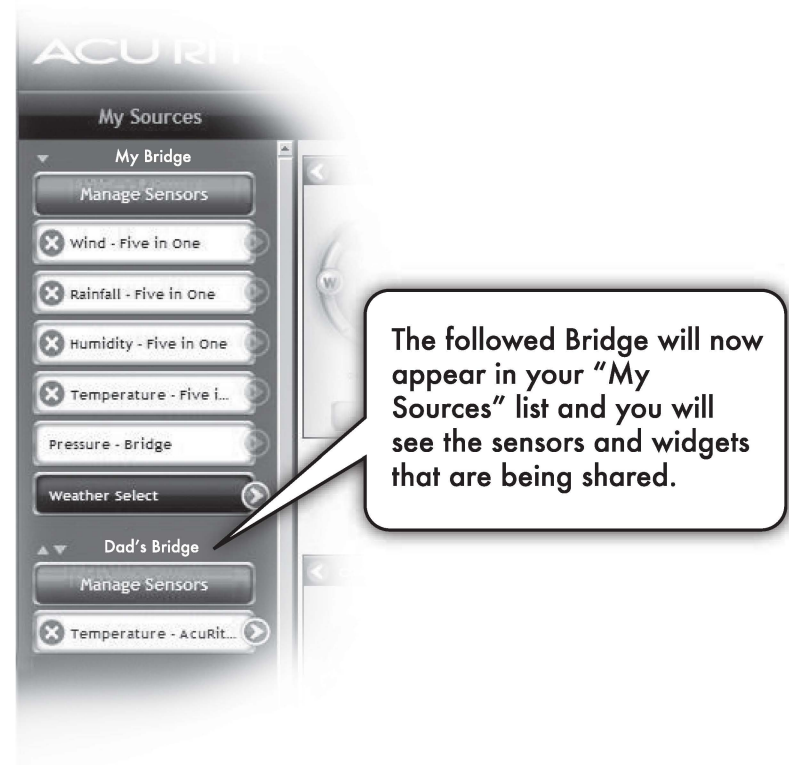 ACURITE
My Sources
My Bridge
Manage Sensors
Wind - Five in One
Rainfall - Five in One
Humidity - Five in One
Temperature - Five i...
Pressure - Bridge
Weather Select
Dad's Bridge
Manage Sensors
Temperature - AcuRit...
W
The followed Bridge will now
appear in your “My
Sources” list and you will
see the sensors and widgets
that are being shared.